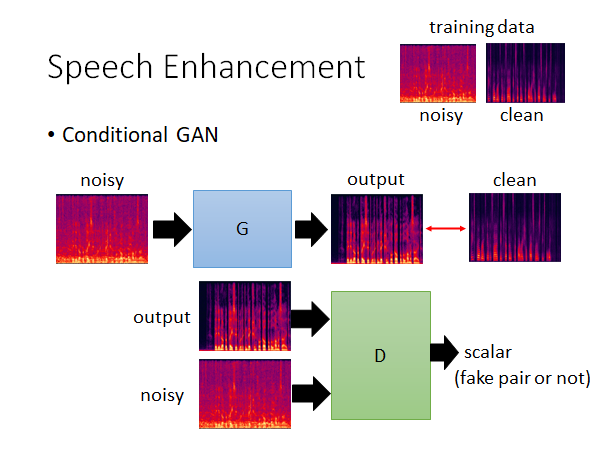 training data
Speech Enhancement
noisy clean
• Conditional GAN
noisy output clean
G
output
D
scalar
(fake pair or not)
noisy